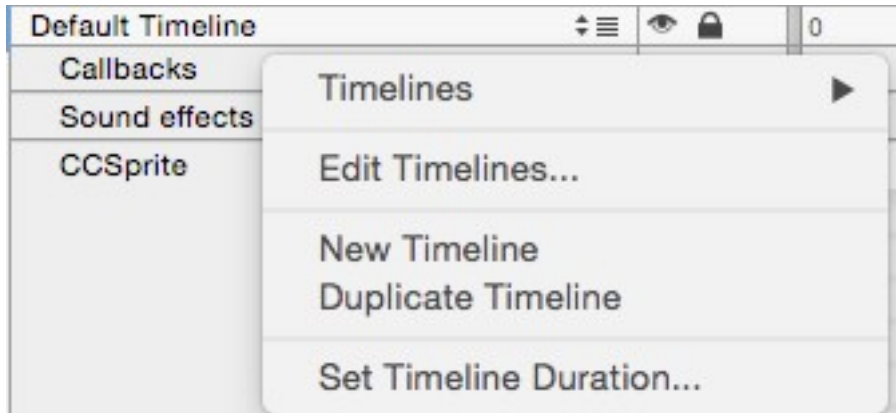 Default Timeline
0
Callbacks
Sound effects
CCSprite
Timelines
Edit Timelines...
New Timeline
Duplicate Timeline
Set Timeline Duration...